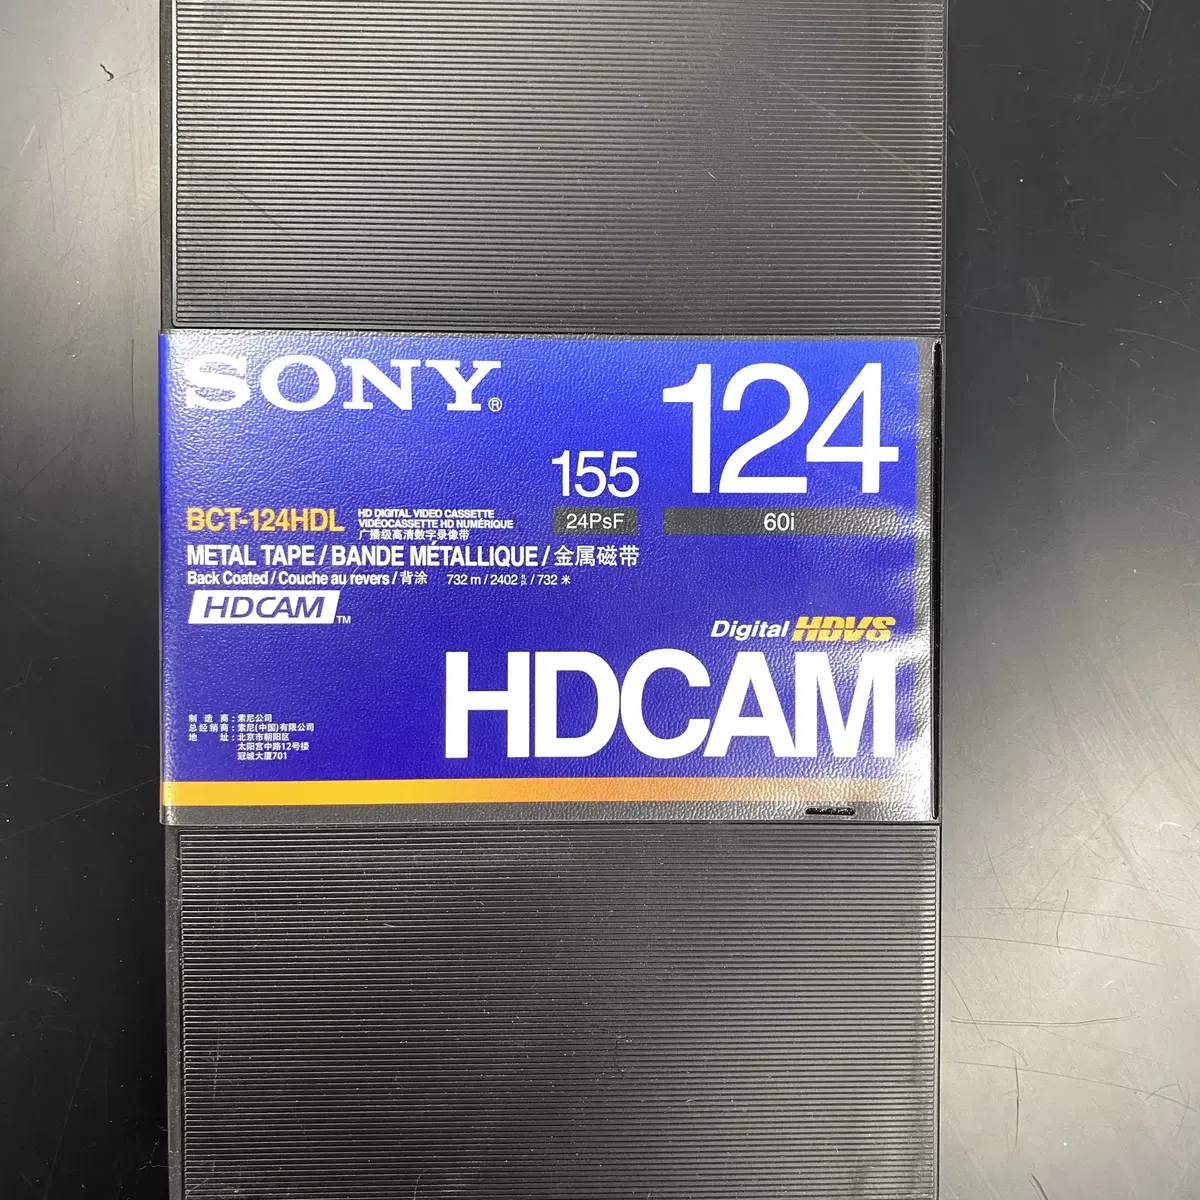 SONY®
124
155
24PsF
60i
BCT-124HDL
HD DIGITAL VIDEO CASSETTE
VIDÉOCASSETTE HD NUMÉRIQUE
广播级高清数字录像带
METAL TAPE / BANDE MÉTALLIQUE / 金属磁带
Back Coated / Couche au revers / 背涂 732 m / 2402 / 732 米
HDCAM™
Digital HDVS
HDCAM
制造商：索尼公司
总经销商：索尼(中国)有限公司
地址：北京市朝阳区
太阳宫中路12号楼
冠城大厦701